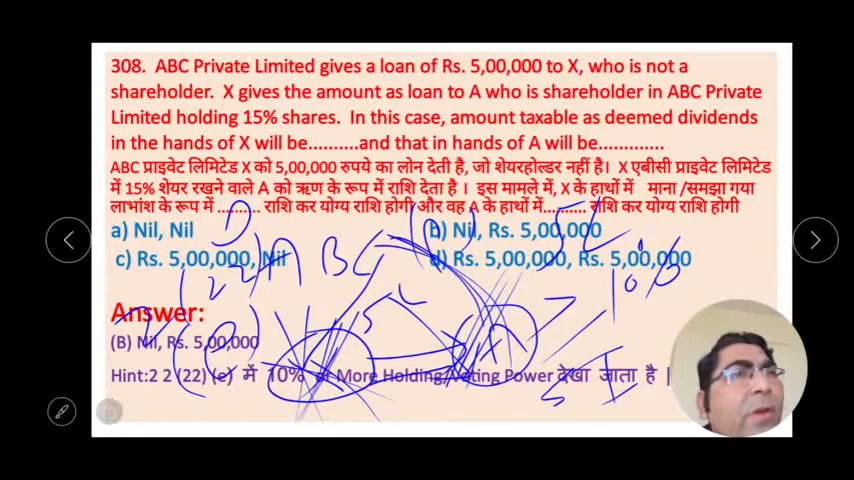 308. ABC Private Limited gives a loan of Rs. 5,00,000 to X, who is not a
shareholder. X gives the amount as loan to A who is shareholder in ABC Private
Limited holding 15% shares. In this case, amount taxable as deemed dividends
in the hands of X will be..........and that in hands of A will be.............
ABC प्राइवेट लिमिटेड X को 5,00,000 रुपये का लोन देती है, जो शेयरहोल्डर नहीं है। X एबीसी प्राइवेट लिमिटेड
में 15% शेयर रखने वाले A को ऋण के रूप में राशि देता है । इस मामले में, X के हाथों में माना /समझा गया
लाभांश के रूप में .......... राशि कर योग्य राशि होगी और वह A के हाथों में.......... राशि कर योग्य राशि होगी
a) Nil, Nil
b) Nil, Rs. 5,00,000
c) Rs. 5,00,000, Nil
d) Rs. 5,00,000, Rs. 5,00,000
Answer:
(B) Nil, Rs. 5,00,000
Hint:2 2 (22) (e) में 10% or More Holding/Voting Power देखा जाता है |
ABC
5L